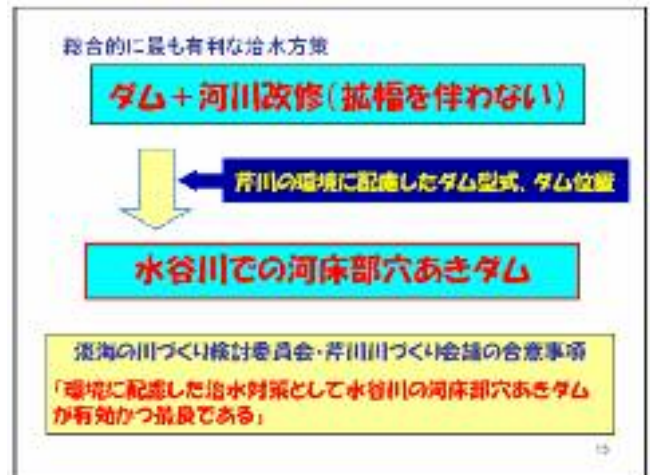 総合的に最も有利な治水方策
ダム+河川改修(拡幅を伴わない)
芹川の環境に配慮したダム型式、ダム位置
水谷川での河床部穴あきダム
淡海の川づくり検討委員会・芹川川づくり会議の合意事項
「環境に配慮した治水対策として水谷川の河床部穴あきダム
が有効かつ最良である」